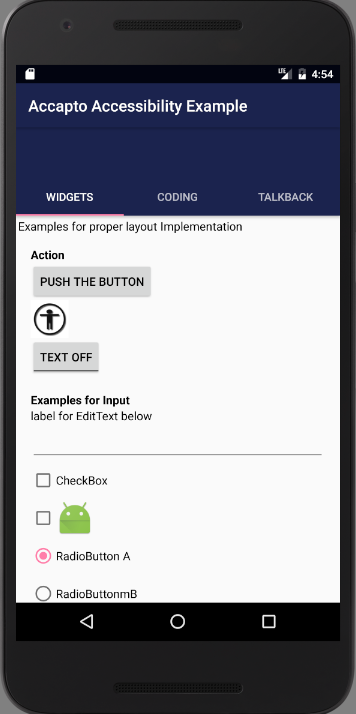 LTE 4:54
Accapto Accessibility Example
WIDGETS CODING TALKBACK
Examples for proper layout Implementation
Action
PUSH THE BUTTON
TEXT OFF
Examples for Input
label for EditText below
CheckBox
RadioButton A
RadioButtonmB